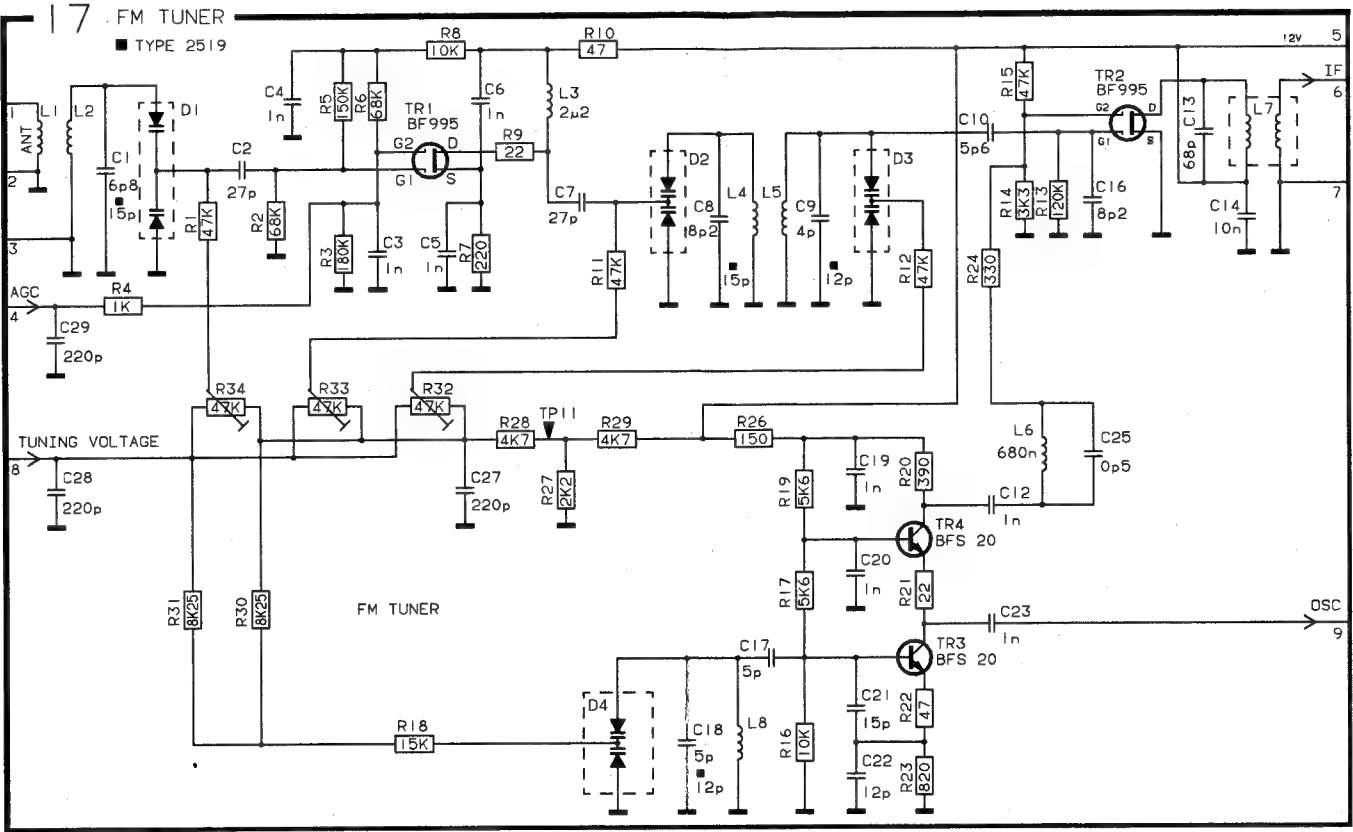 17 FM TUNER
■ TYPE 2519
12V 5
IF
6
7
1
ANT
2
3
L1
L2
C1
6p8
■
15p
D1
C2
27p
R1
47K
R2
68K
C4
1n
R5
150K
R6
68K
R8
10K
C6
1n
R10
47
L3
2µ2
TR1
BF995
G2
D
G1
S
R9
22
C7
27p
R3
180K
C3
1n
C5
1n
R7
220
R11
47K
D2
C8
8p2
■
15p
L4
L5
C9
4p
■
12p
D3
R12
47K
C10
5p6
R15
47K
TR2
BF995
G2
D
G1
S
C13
68p
L7
R14
3K3
R13
120K
C16
8p2
C14
10n
R24
330
AGC
4
R4
1K
C29
220p
R34
47K
R33
47K
R32
47K
R28
4K7
TP11
R29
4K7
R26
150
TUNING VOLTAGE
8
C28
220p
C27
220p
R27
2K2
R19
5K6
C19
1n
R20
390
L6
680n
C25
0p5
C12
1n
TR4
BFS 20
C20
1n
R17
5K6
R21
22
R31
8K25
R30
8K25
FM TUNER
C23
1n
OSC
9
TR3
BFS 20
C17
5p
D4
R18
15K
C18
5p
■
12p
L8
R16
10K
C21
15p
R22
47
C22
12p
R23
820